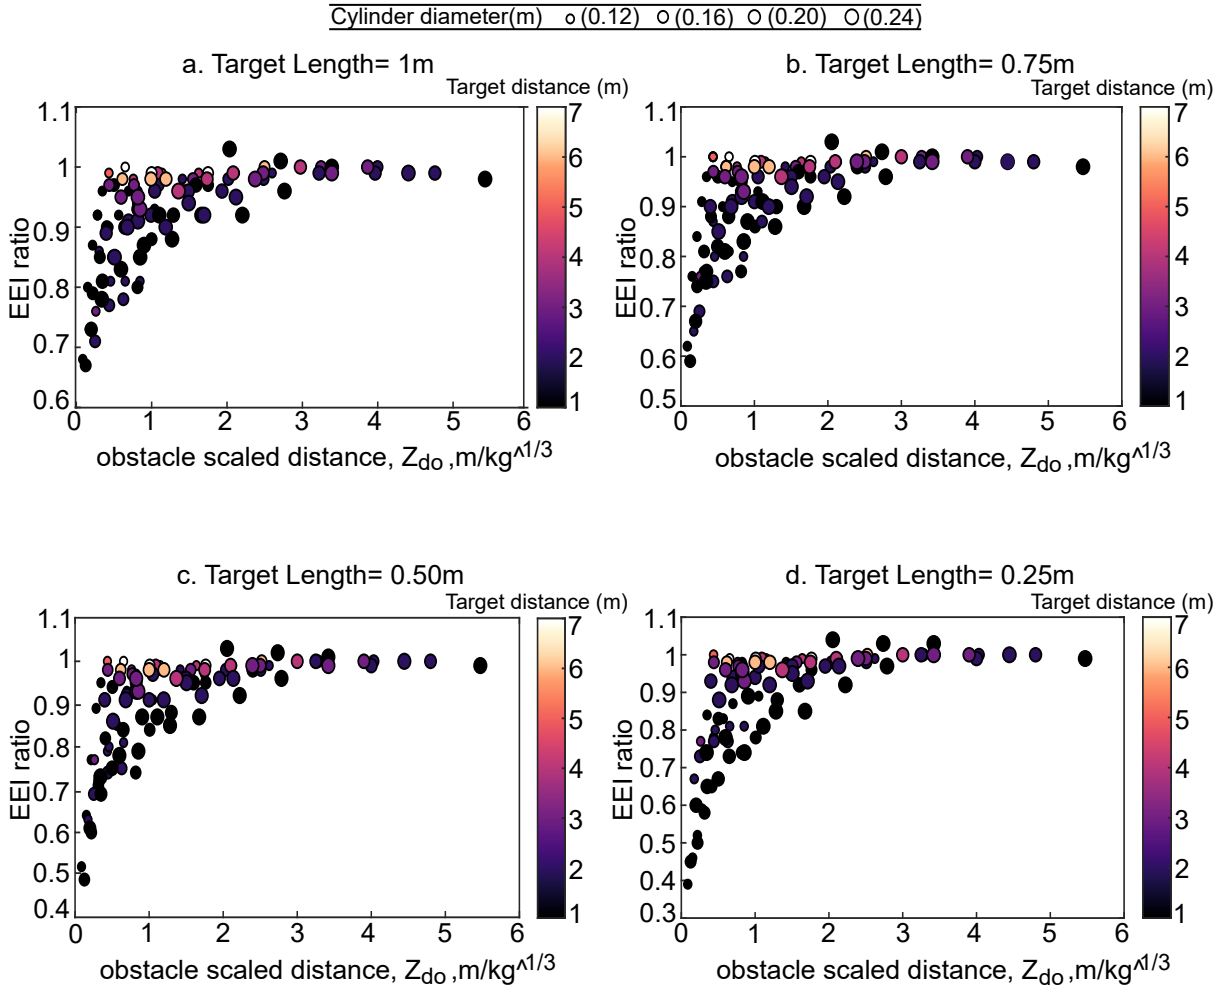 Cylinder diameter(m) (0.12) (0.16) (0.20) (0.24)
a. Target Length= 1m
Target distance (m)
1.1
1
0.9
0.8
0.7
0.6
EEI ratio
0 1 2 3 4 5 6
obstacle scaled distance, Zdo ,m/kg^1/3
7
6
5
4
3
2
1
b. Target Length= 0.75m
Target distance (m)
1.1
1
0.9
0.8
0.7
0.6
0.5
EEI ratio
0 1 2 3 4 5 6
obstacle scaled distance, Zdo ,m/kg^1/3
7
6
5
4
3
2
1
c. Target Length= 0.50m
Target distance (m)
1.1
1
0.9
0.8
0.7
0.6
0.5
0.4
EEI ratio
0 1 2 3 4 5 6
obstacle scaled distance, Zdo ,m/kg^1/3
7
6
5
4
3
2
1
d. Target Length= 0.25m
Target distance (m)
1.1
1
0.9
0.8
0.7
0.6
0.5
0.4
0.3
EEI ratio
0 1 2 3 4 5 6
obstacle scaled distance, Zdo ,m/kg^1/3
7
6
5
4
3
2
1